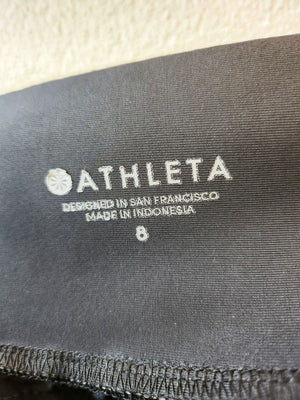 ATHLETA
DESIGNED IN SAN FRANCISCO
MADE IN INDONESIA
8